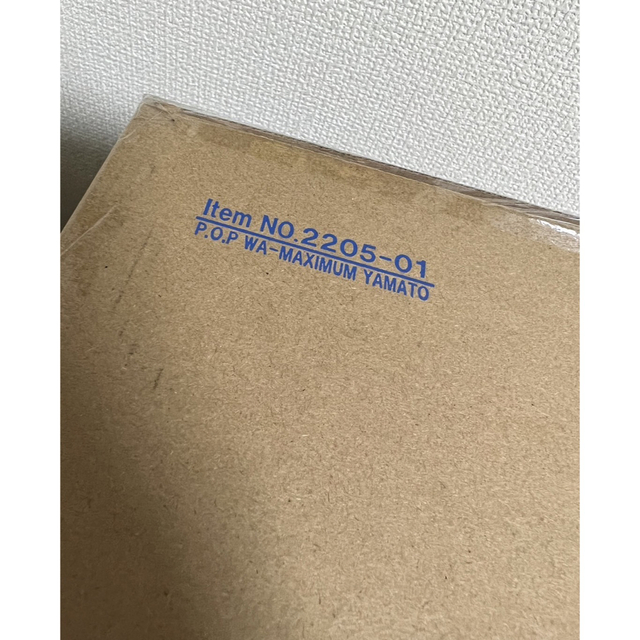 Item NO.2205-01
P.O.P WA-MAXIMUM YAMATO